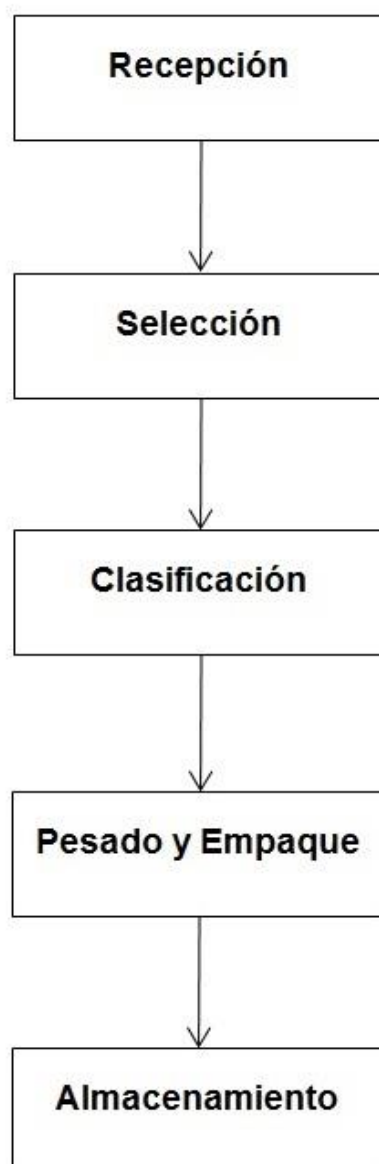 Recepción
Selección
Clasificación
Pesado y Empaque
Almacenamiento